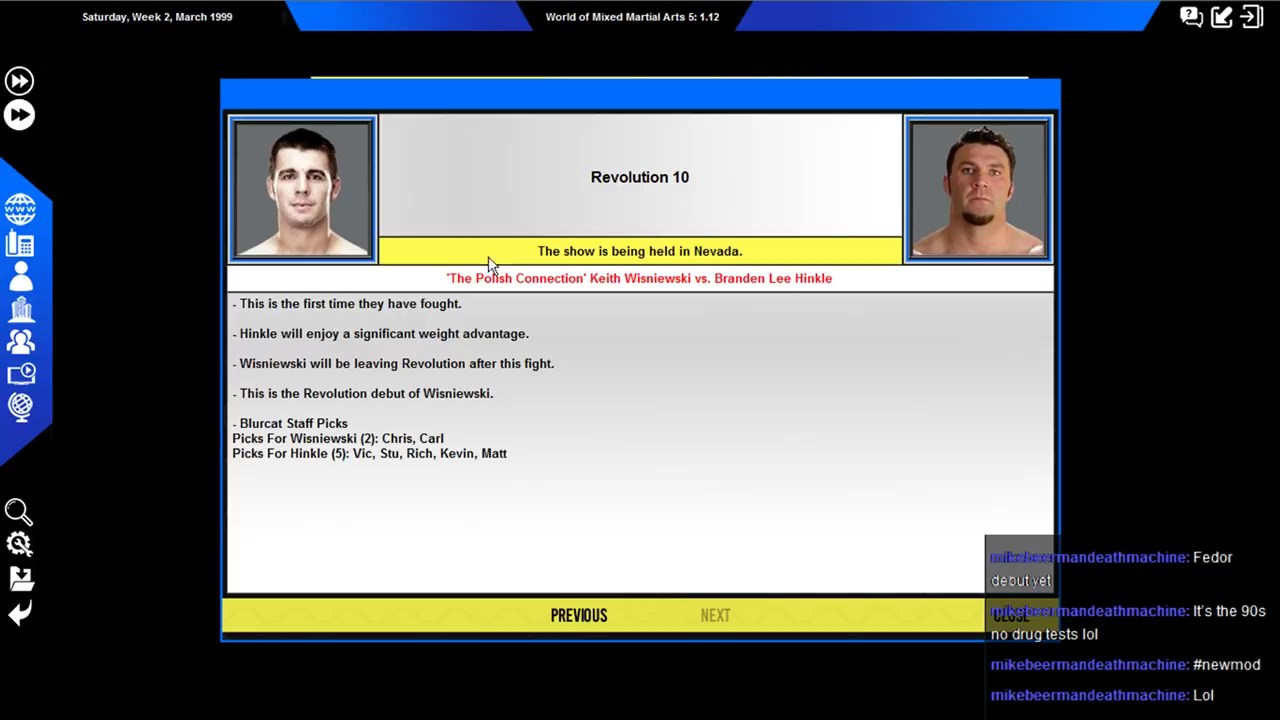 Saturday, Week 2, March 1999
World of Mixed Martial Arts 5: 1.12
Revolution 10
The show is being held in Nevada.
'The Polish Connection' Keith Wisniewski vs. Branden Lee Hinkle
- This is the first time they have fought.
- Hinkle will enjoy a significant weight advantage.
- Wisniewski will be leaving Revolution after this fight.
- This is the Revolution debut of Wisniewski.
- Blurcat Staff Picks
Picks For Wisniewski (2): Chris, Carl
Picks For Hinkle (5): Vic, Stu, Rich, Kevin, Matt
PREVIOUS
NEXT
CLOSE
mikebeermandeathmachine: Fedor
debut yet
mikebeermandeathmachine: It's the 90s
no drug tests lol
mikebeermandeathmachine: #newmod
mikebeermandeathmachine: Lol
WWW